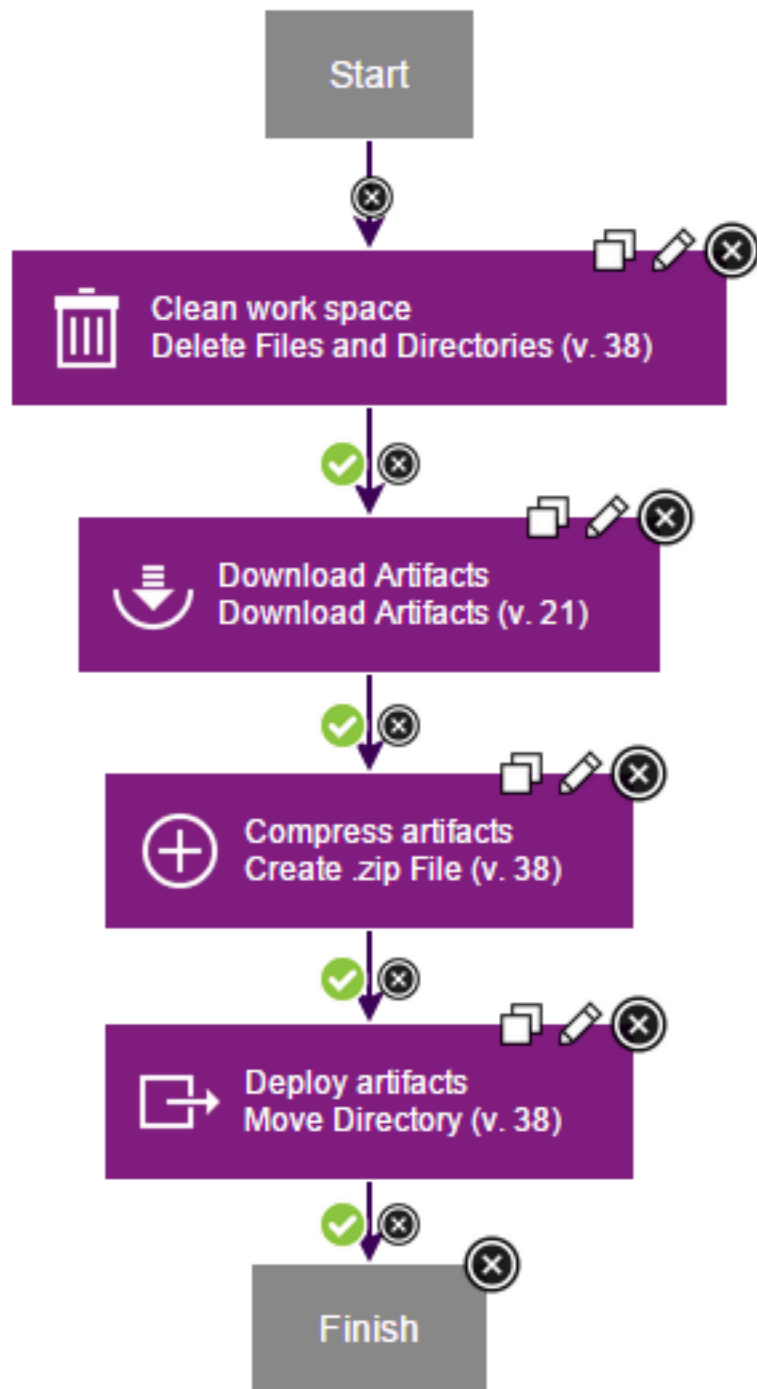 Start
Clean work space
Delete Files and Directories (v. 38)
Download Artifacts
Download Artifacts (v. 21)
Compress artifacts
Create .zip File (v. 38)
Deploy artifacts
Move Directory (v. 38)
Finish